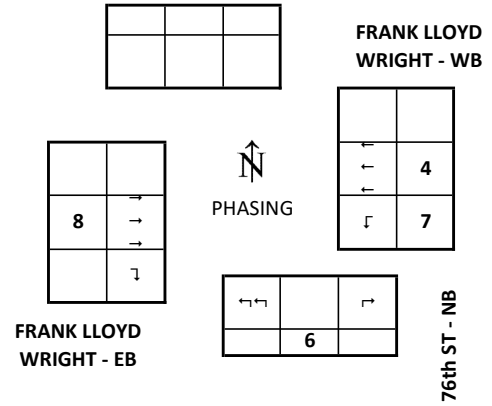 FRANK LLOYD
WRIGHT - WB
N
PHASING
4
8
7
6
FRANK LLOYD
WRIGHT - EB
76th ST - NB